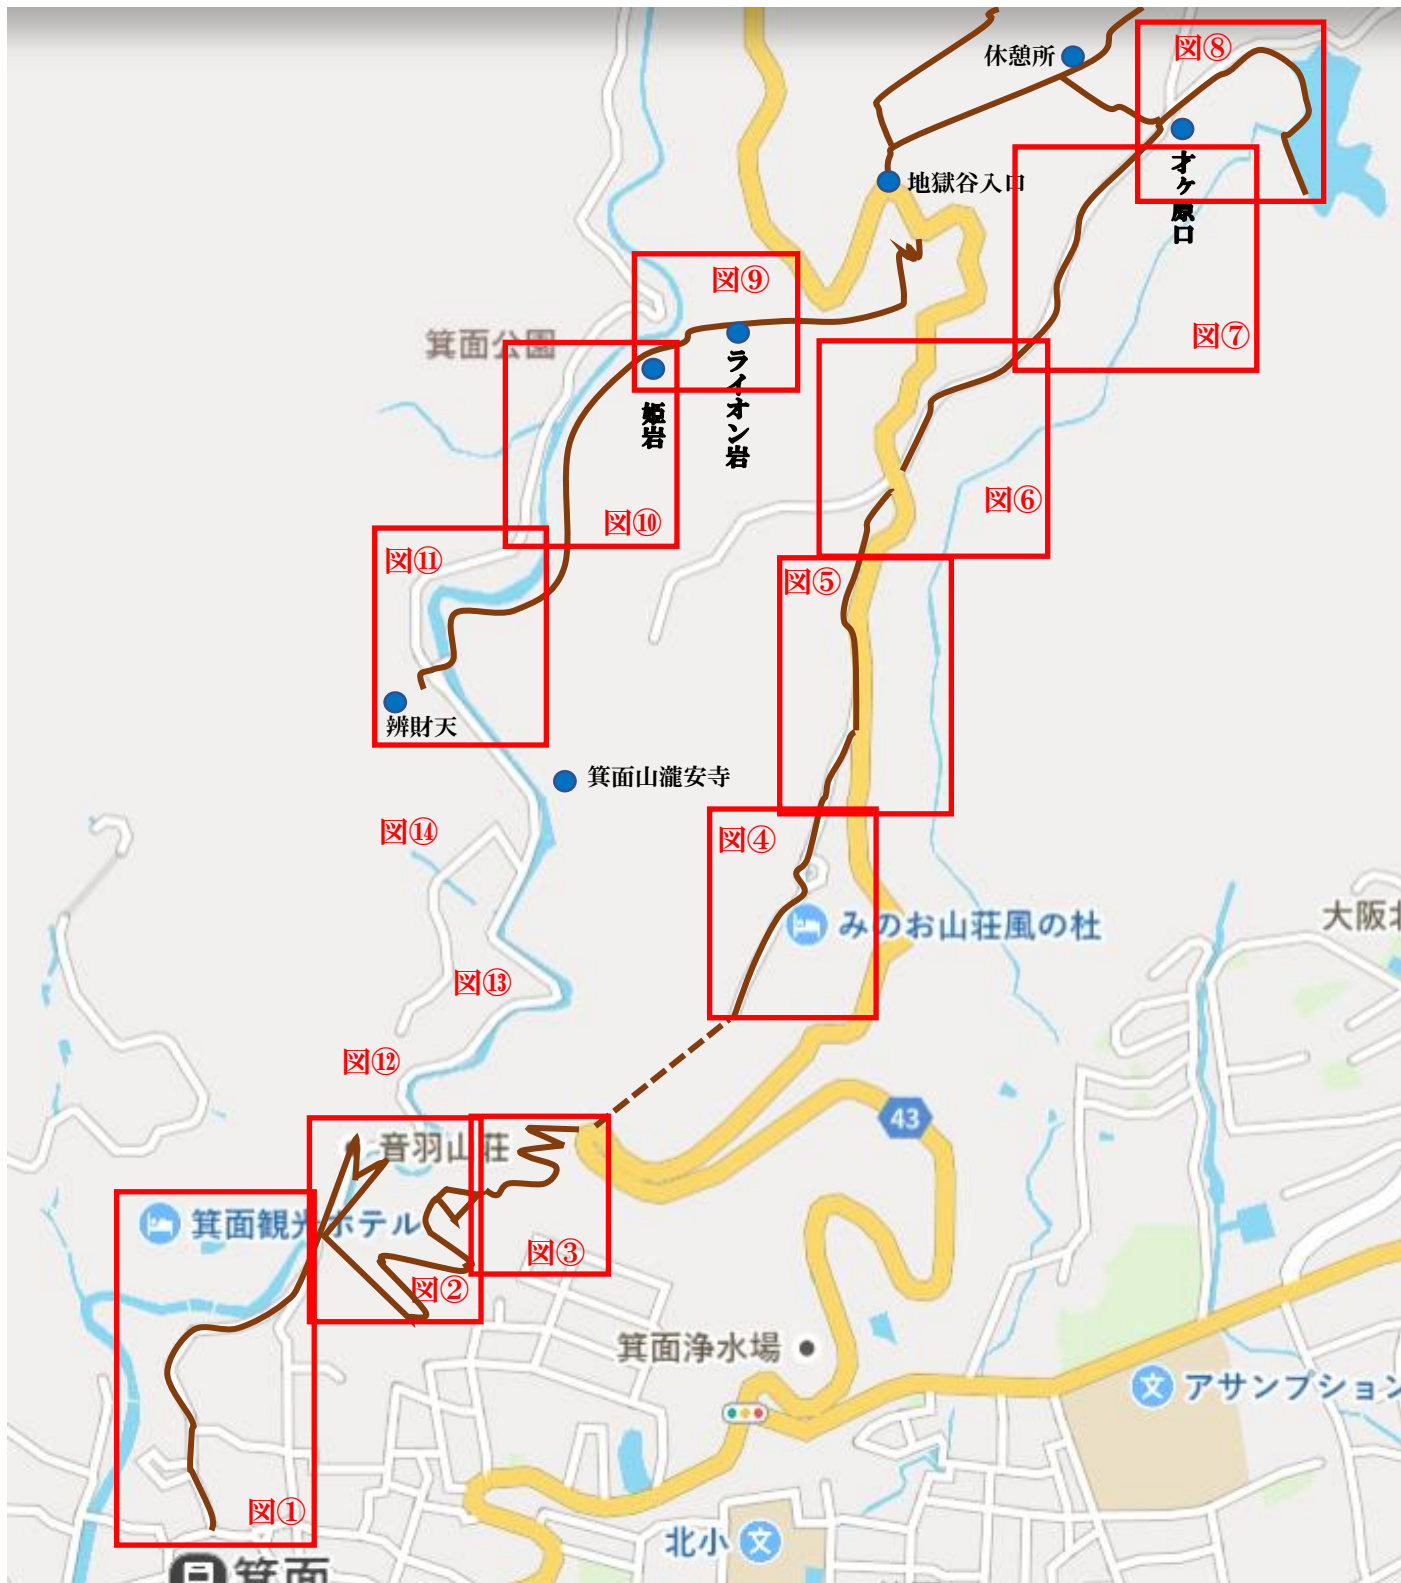 図⑧
休憩所
才ヶ原口
地獄谷入口
図⑨
図⑦
箕面公園
ライオン岩
姫岩
図⑥
図⑩
図⑪
図⑤
辨財天
箕面山瀧安寺
図⑭
図④
みのお山荘風の杜
大阪北
図⑬
図⑫
43
音羽山荘
箕面観光ホテル
図③
図②
箕面浄水場
文
アサンプション
図①
北小
文
箕面